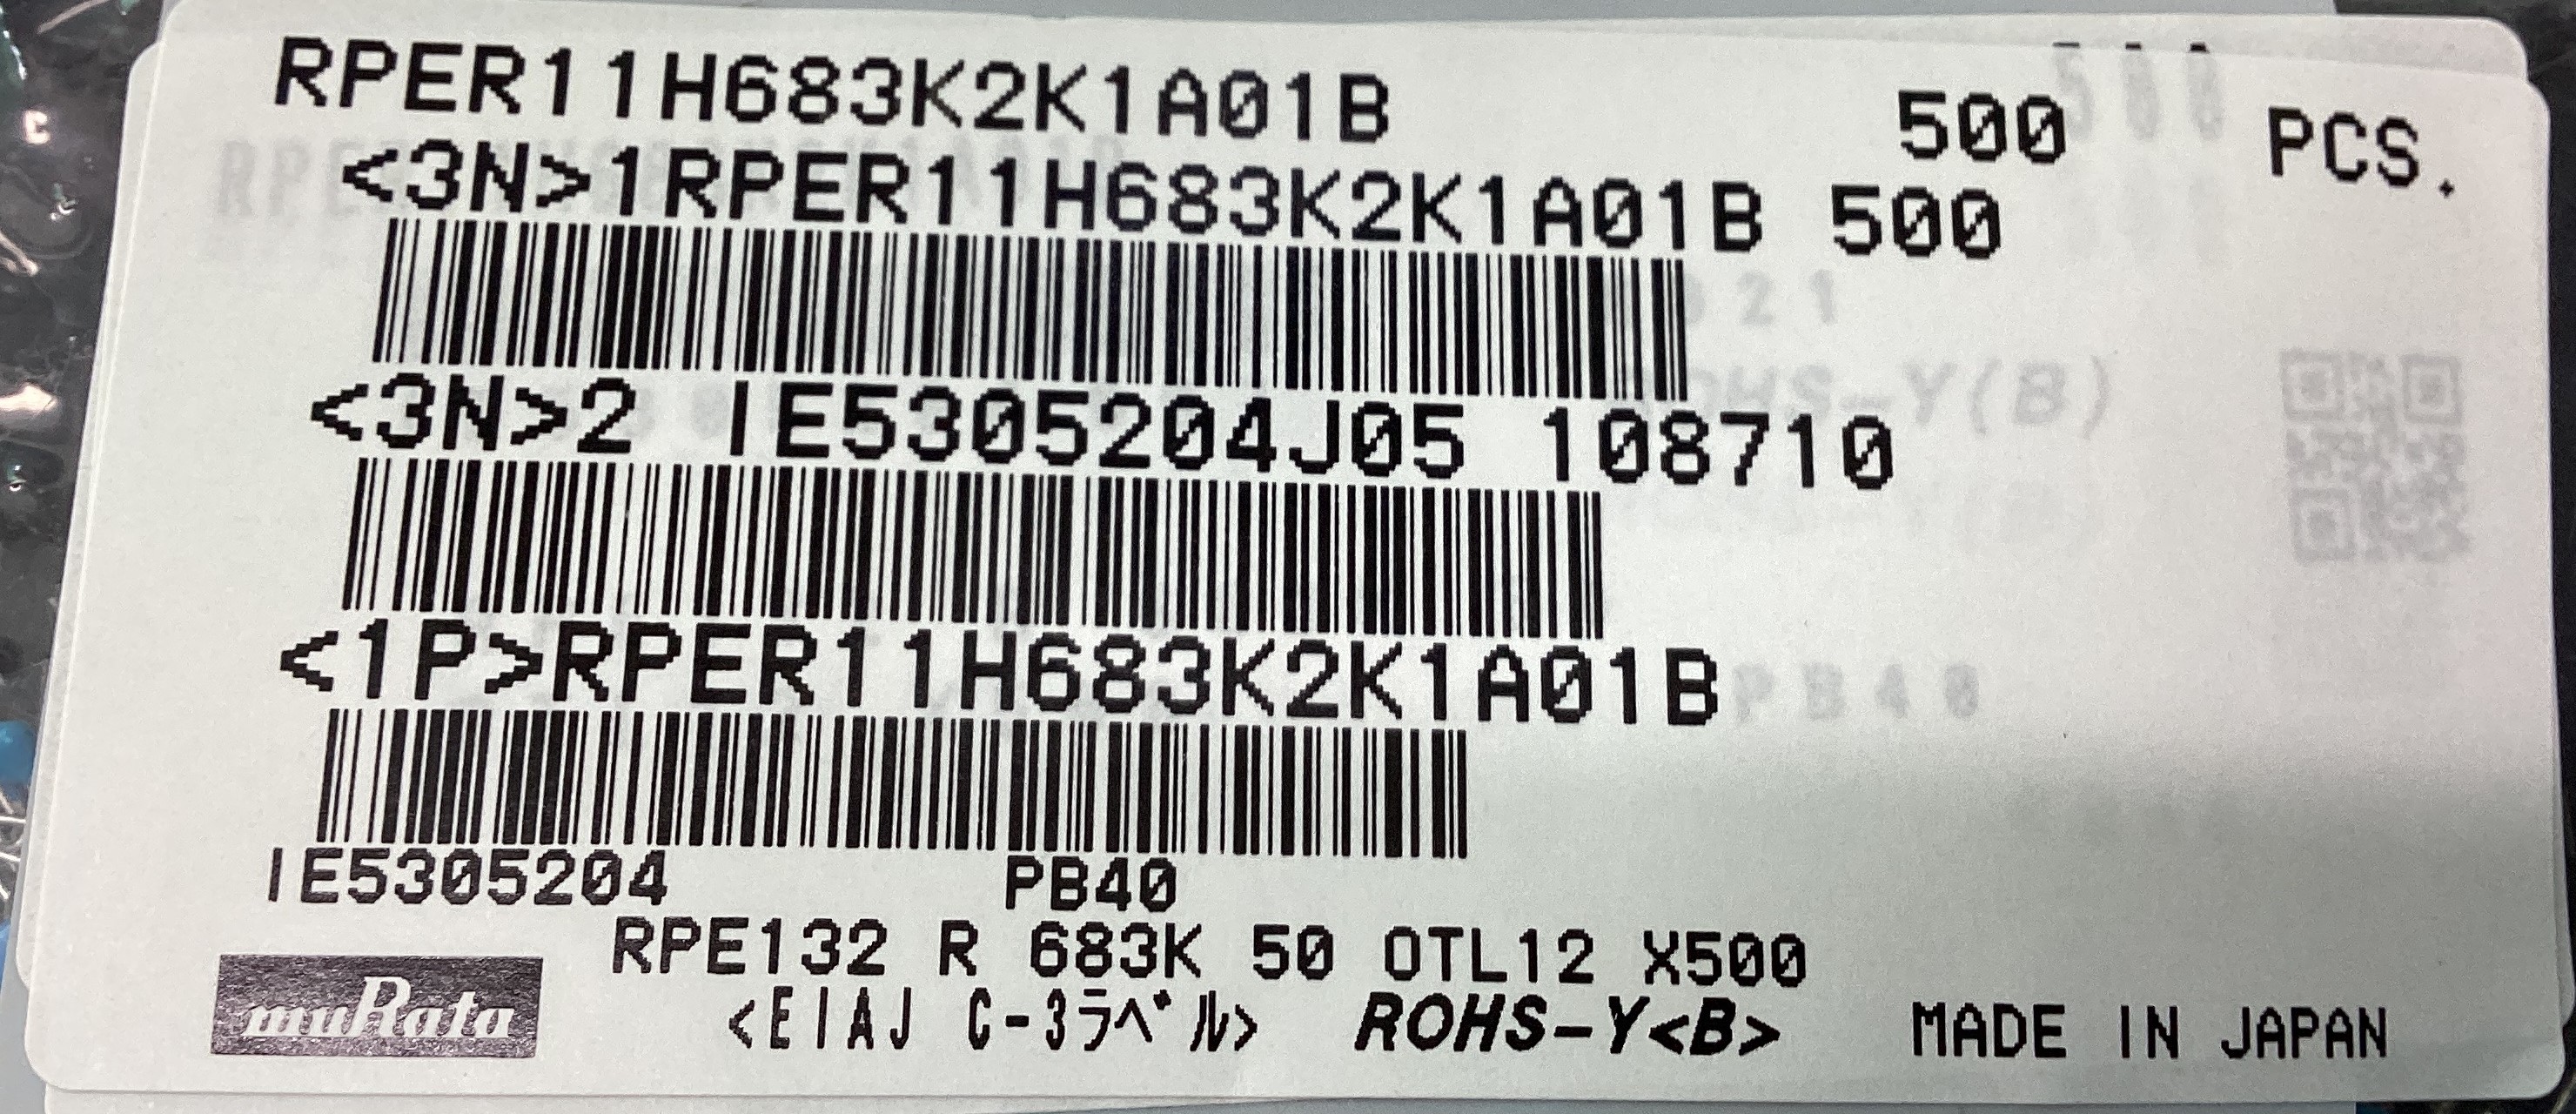 RPER11H683K2K1A01B 500 PCS.
<3N>1RPER11H683K2K1A01B 500
<3N>2 IE5305204J05 108710
<1P>RPER11H683K2K1A01B
IE5305204 PB40
RPE132 R 683K 50 OTL12 X500
muRata <EIAJ C-3ラベル> ROHS-Y<B> MADE IN JAPAN